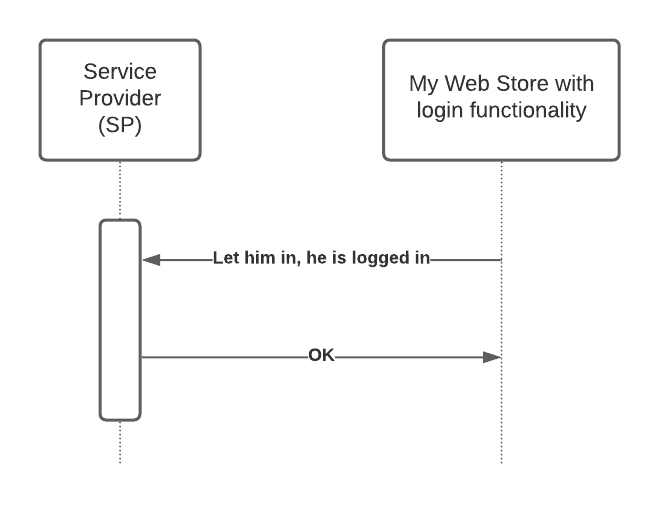 Service
Provider
(SP)
My Web Store with
login functionality
Let him in, he is logged in
OK